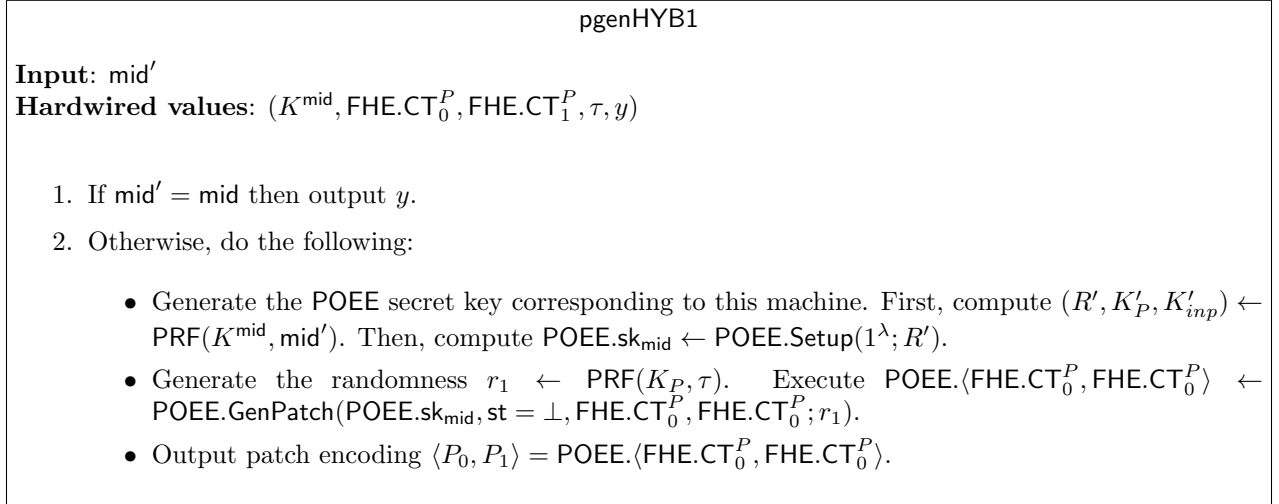 pgenHYB1
Input: mid′
Hardwired values: (K^mid, FHE.CT_0^P, FHE.CT_1^P, τ, y)
1. If mid′ = mid then output y.
2. Otherwise, do the following:
• Generate the POEE secret key corresponding to this machine. First, compute (R′, K′_P, K′_inp) ←
PRF(K^mid, mid′). Then, compute POEE.sk_mid ← POEE.Setup(1^λ; R′).
• Generate the randomness r_1 ← PRF(K_P, τ). Execute POEE.⟨FHE.CT_0^P, FHE.CT_0^P⟩ ←
POEE.GenPatch(POEE.sk_mid, st = ⊥, FHE.CT_0^P, FHE.CT_0^P; r_1).
• Output patch encoding ⟨P_0, P_1⟩ = POEE.⟨FHE.CT_0^P, FHE.CT_0^P⟩.